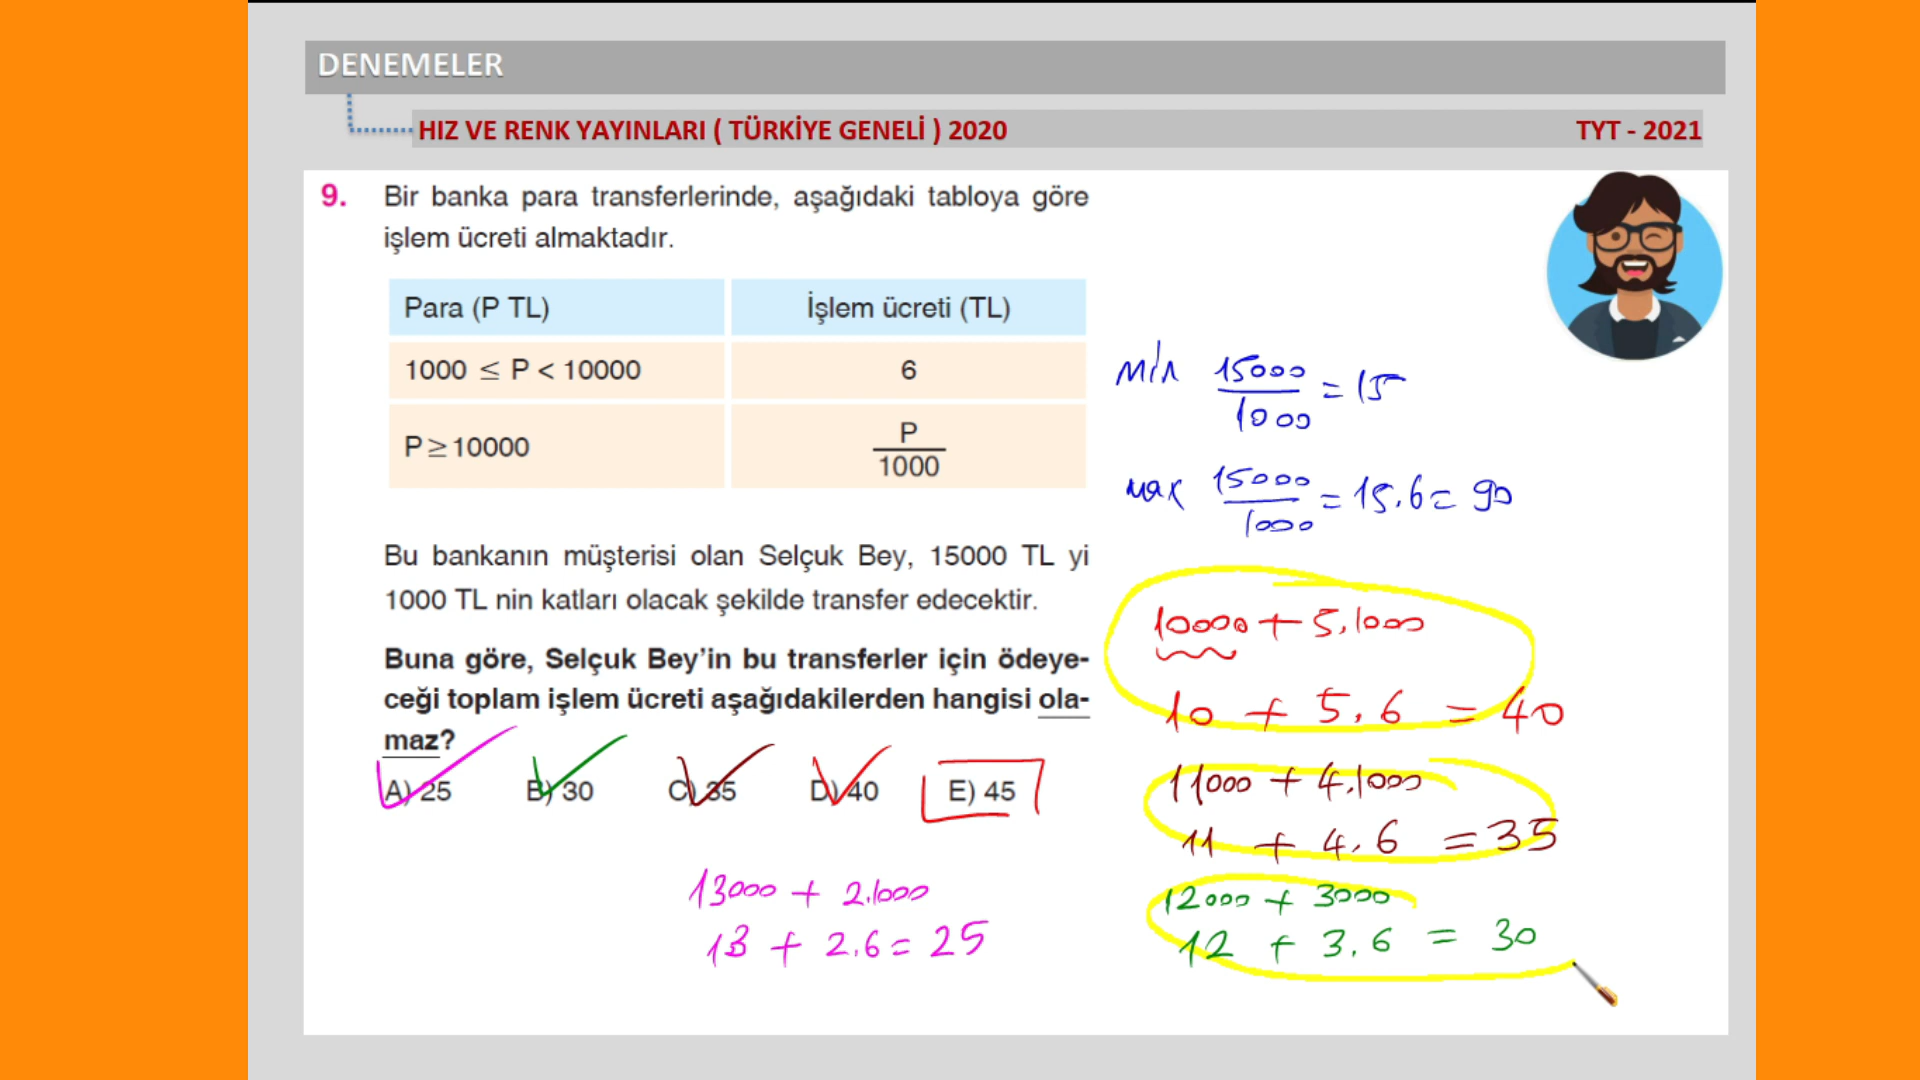 DENEMELER
HIZ VE RENK YAYINLARI ( TÜRKİYE GENELİ ) 2020
TYT - 2021
9. Bir banka para transferlerinde, aşağıdaki tabloya göre
işlem ücreti almaktadır.
Para (P TL) İşlem ücreti (TL)
1000 ≤ P < 10000 6
P ≥ 10000 P/1000
Bu bankanın müşterisi olan Selçuk Bey, 15000 TL yi
1000 TL nin katları olacak şekilde transfer edecektir.
Buna göre, Selçuk Bey'in bu transferler için ödeye-
ceği toplam işlem ücreti aşağıdakilerden hangisi ola-
maz?
A) 25 B) 30 C) 35 D) 40 E) 45
13000 + 2.1000
13 + 2.6 = 25
min 15000/1000 = 15
max 15000/1000 = 15.6 = 90
10000 + 5.1000
10 + 5.6 = 40
11000 + 4.1000
11 + 4.6 = 35
12000 + 3000
12 + 3.6 = 30